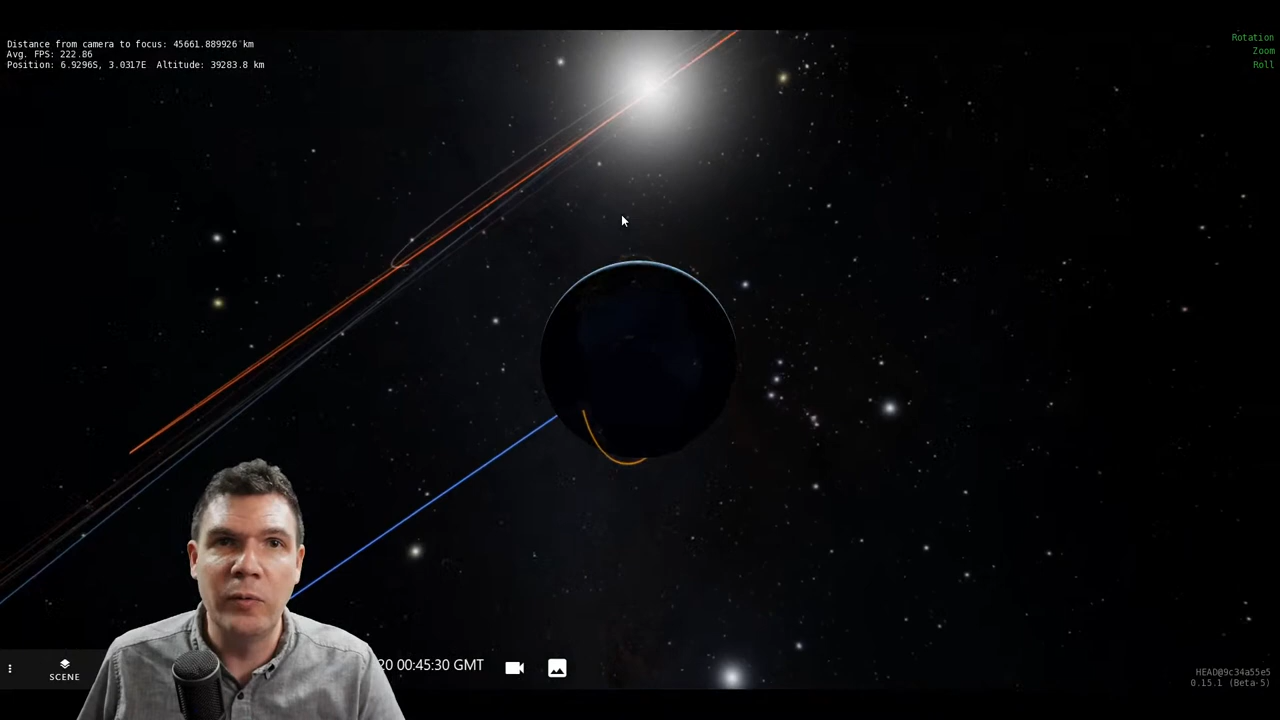 Distance from camera to focus: 45661.889926 km
Avg. FPS: 222.86
Position: 6.9296S, 3.0317E  Altitude: 39283.8 km
Rotation
Zoom
Roll
SCENE
20 00:45:30 GMT
HEAD@9c34a55e5
0.15.1 (Beta-5)